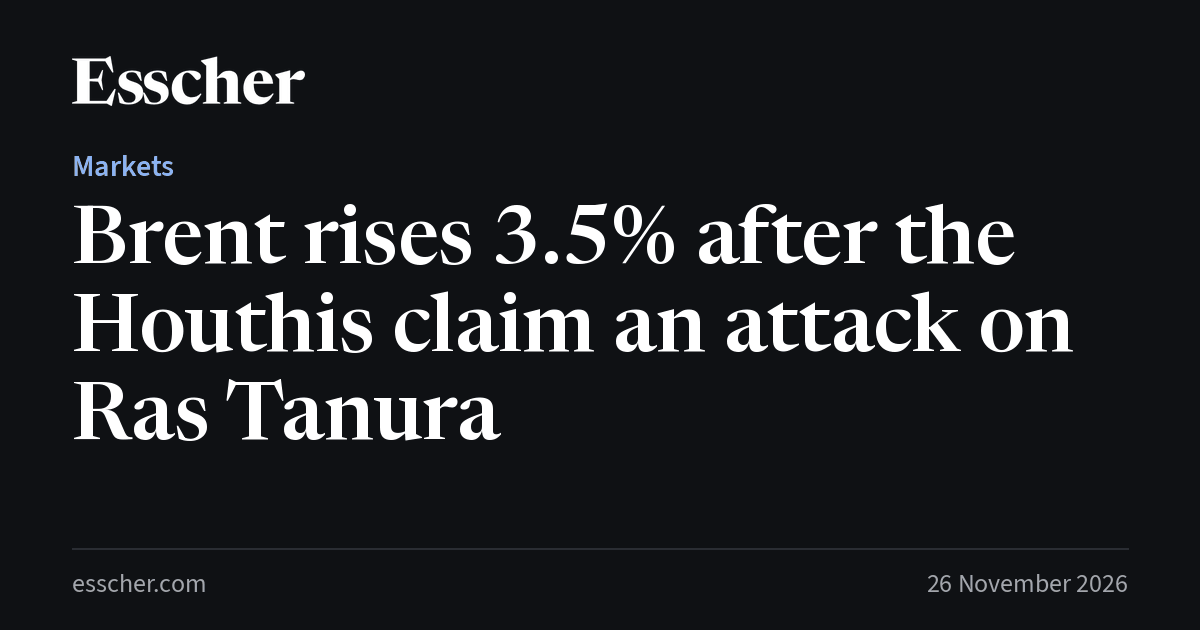 Esscher
Markets
Brent rises 3.5% after the
Houthis claim an attack on
Ras Tanura
esscher.com
26 November 2026